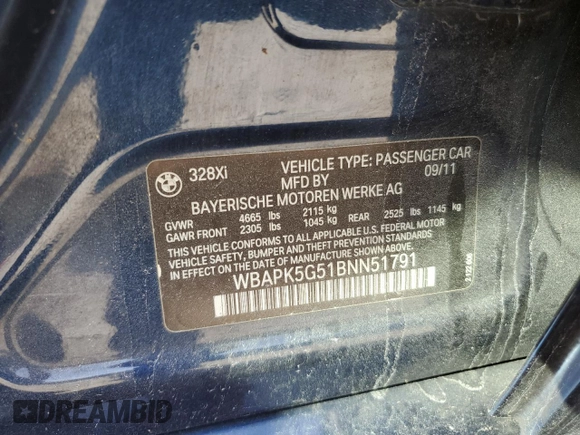 328Xi VEHICLE TYPE: PASSENGER CAR
MFD BY 09/11
BAYERISCHE MOTOREN WERKE AG
GVWR 4665 lbs 2115 kg
GAWR FRONT 2305 lbs 1045 kg REAR 2525 lbs 1145 kg
THIS VEHICLE CONFORMS TO ALL APPLICABLE U.S. FEDERAL MOTOR
VEHICLE SAFETY, BUMPER AND THEFT PREVENTION STANDARDS
IN EFFECT ON THE DATE OF MANUFACTURE SHOWN ABOVE.
WBAPK5G51BNN51791
DREAMBID